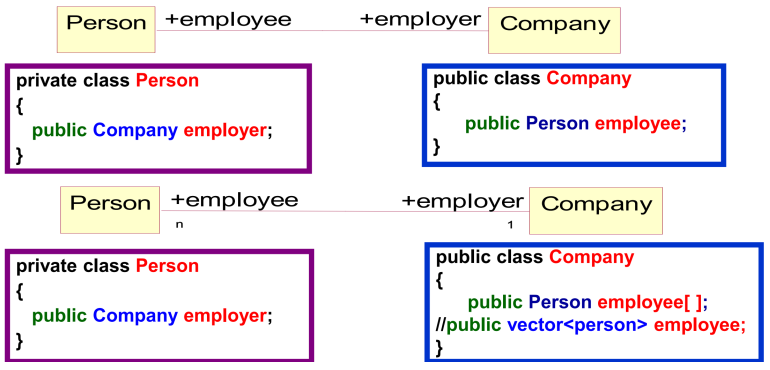 Person +employee +employer Company
private class Person
{
public Company employer;
}
public class Company
{
public Person employee;
}
Person +employee +employer Company
n 1
private class Person
{
public Company employer;
}
public class Company
{
public Person employee[ ];
//public vector<person> employee;
}